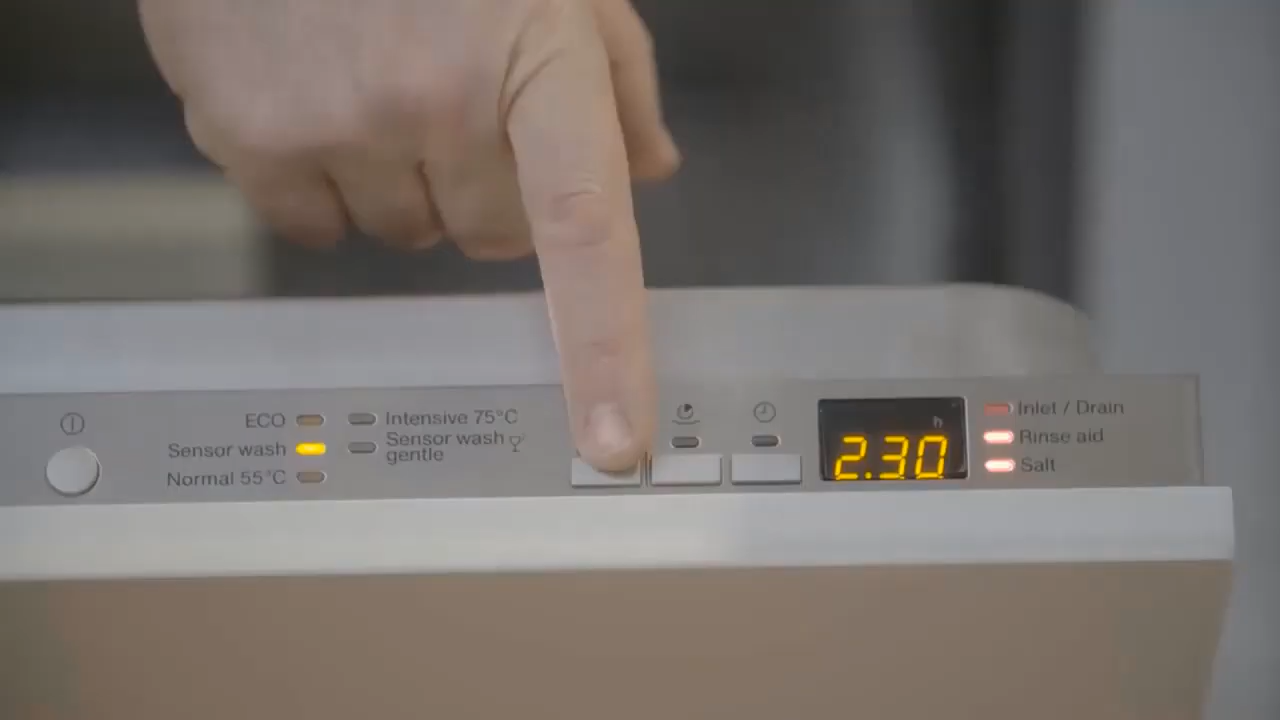 ECO
Sensor wash
Normal 55°C
Intensive 75°C
Sensor wash
gentle
h
2.30
Inlet / Drain
Rinse aid
Salt